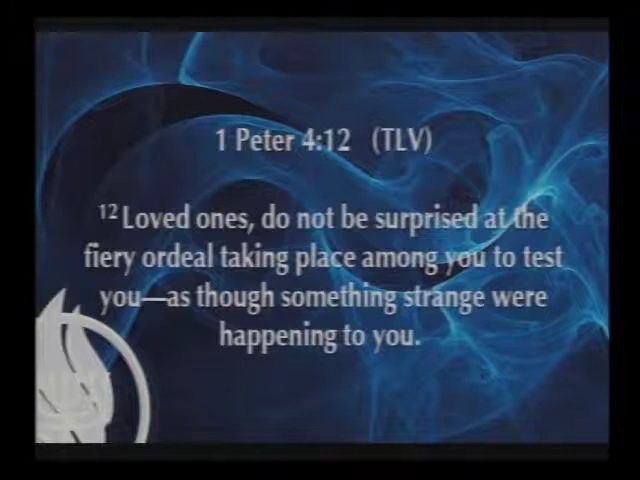 1 Peter 4:12 (TLV)
12 Loved ones, do not be surprised at the
fiery ordeal taking place among you to test
you—as though something strange were
happening to you.